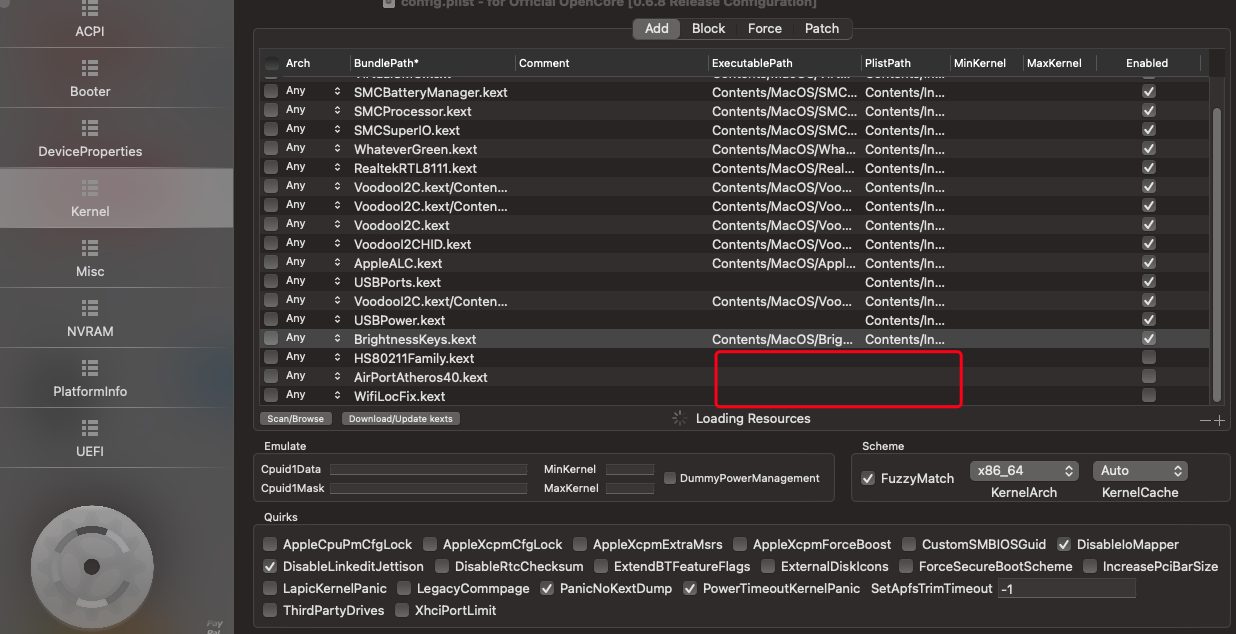 config.plist - for Official OpenCore [0.6.8 Release Configuration]
ACPI
Booter
DeviceProperties
Kernel
Misc
NVRAM
PlatformInfo
UEFI
Add Block Force Patch
Arch BundlePath* Comment ExecutablePath PlistPath MinKernel MaxKernel Enabled
Any SMCBatteryManager.kext Contents/MacOS/SMC... Contents/In...
Any SMCProcessor.kext Contents/MacOS/SMC... Contents/In...
Any SMCSuperIO.kext Contents/MacOS/SMC... Contents/In...
Any WhateverGreen.kext Contents/MacOS/Wha... Contents/In...
Any RealtekRTL8111.kext Contents/MacOS/Real... Contents/In...
Any VoodooI2C.kext/Conten... Contents/MacOS/Voo... Contents/In...
Any VoodooI2C.kext/Conten... Contents/MacOS/Voo... Contents/In...
Any VoodooI2C.kext Contents/MacOS/Voo... Contents/In...
Any VoodooI2CHID.kext Contents/MacOS/Voo... Contents/In...
Any AppleALC.kext Contents/MacOS/Appl... Contents/In...
Any USBPorts.kext Contents/In...
Any VoodooI2C.kext/Conten... Contents/MacOS/Voo... Contents/In...
Any USBPower.kext Contents/In...
Any BrightnessKeys.kext Contents/MacOS/Brig... Contents/In...
Any HS80211Family.kext
Any AirPortAtheros40.kext
Any WifiLocFix.kext
Scan/Browse Download/Update kexts Loading Resources
Emulate
Cpuid1Data MinKernel
Cpuid1Mask MaxKernel
DummyPowerManagement
Scheme
FuzzyMatch x86_64 Auto
KernelArch KernelCache
Quirks
AppleCpuPmCfgLock AppleXcpmCfgLock AppleXcpmExtraMsrs AppleXcpmForceBoost CustomSMBIOSGuid DisableIoMapper
DisableLinkeditJettison DisableRtcChecksum ExtendBTFeatureFlags ExternalDiskIcons ForceSecureBootScheme IncreasePciBarSize
LapicKernelPanic LegacyCommpage PanicNoKextDump PowerTimeoutKernelPanic SetApfsTrimTimeout -1
ThirdPartyDrives XhciPortLimit
Pay
Pal